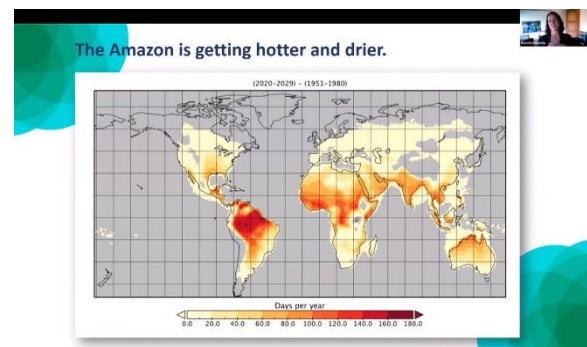 The Amazon is getting hotter and drier.
(2020–2029) – (1951–1980)
Days per year
0.0 20.0 40.0 60.0 80.0 100.0 120.0 140.0 160.0 180.0